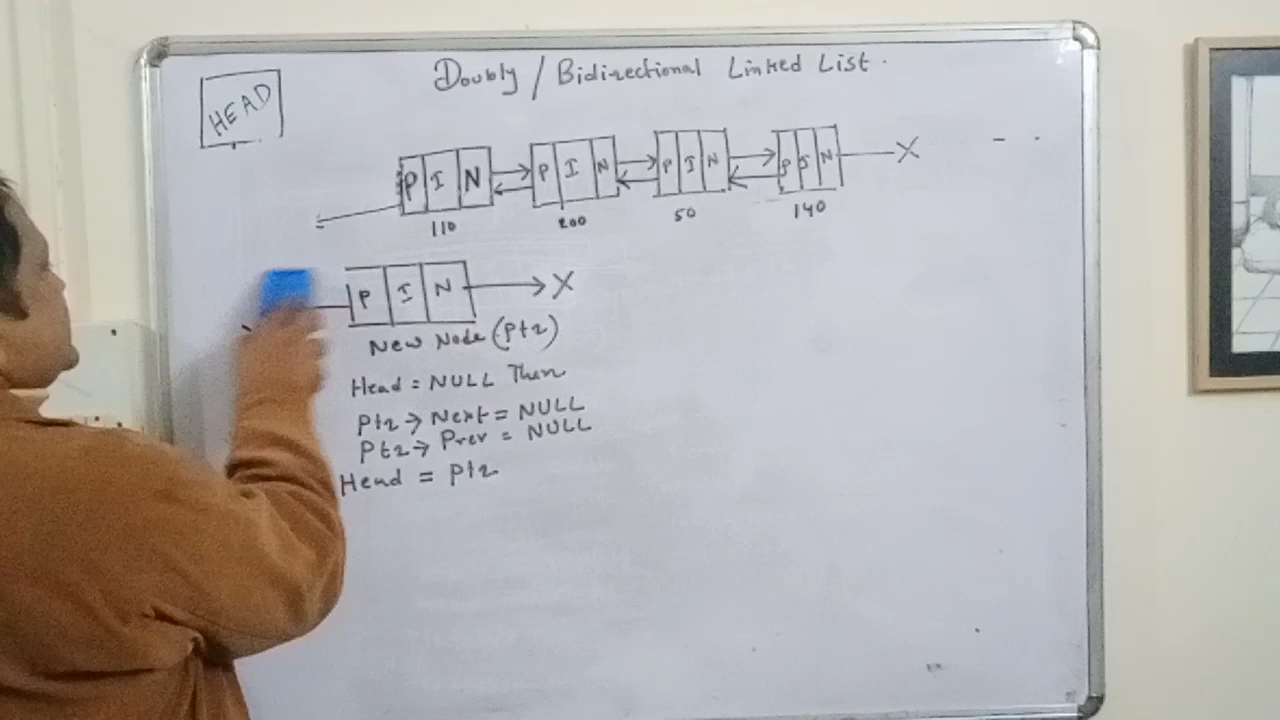 Doubly / Bidirectional Linked List.
HEAD
P I N P I N P I N P I N X
110 200 50 140
P I N X
New Node (Ptr)
Head = NULL Then
Ptr → Next = NULL
Ptr → Prev = NULL
Head = Ptr